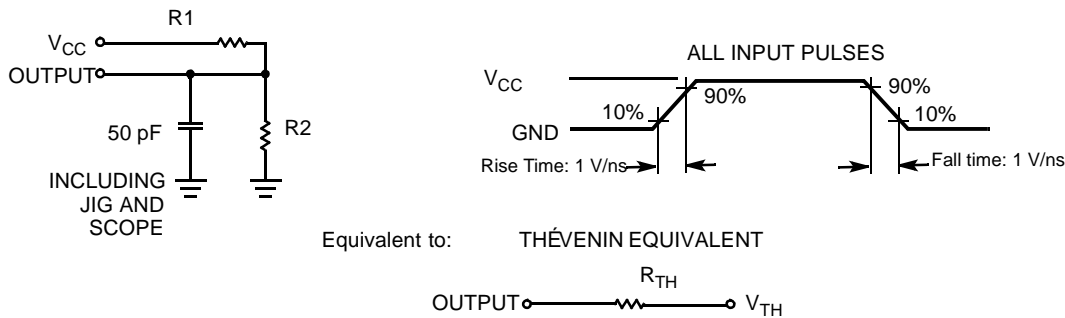 R1
VCC
OUTPUT
50 pF
R2
INCLUDING
JIG AND
SCOPE
ALL INPUT PULSES
VCC
GND
10%
90%
90%
10%
Rise Time: 1 V/ns
Fall time: 1 V/ns
Equivalent to: THÉVENIN EQUIVALENT
RTH
OUTPUT VTH